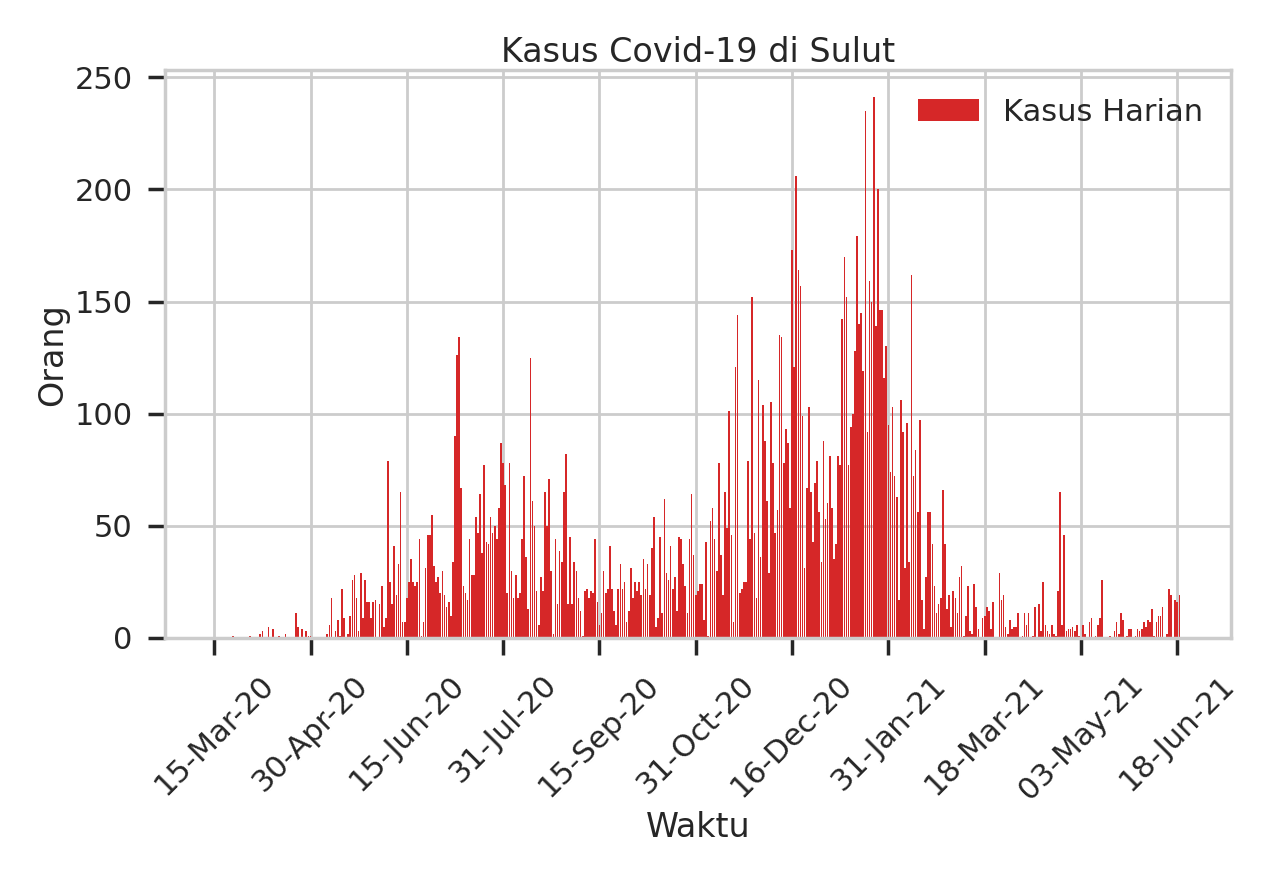 Kasus Covid-19 di Sulut
Kasus Harian
Orang
250
200
150
100
50
0
15-Mar-20
30-Apr-20
15-Jun-20
31-Jul-20
15-Sep-20
31-Oct-20
16-Dec-20
31-Jan-21
18-Mar-21
03-May-21
18-Jun-21
Waktu